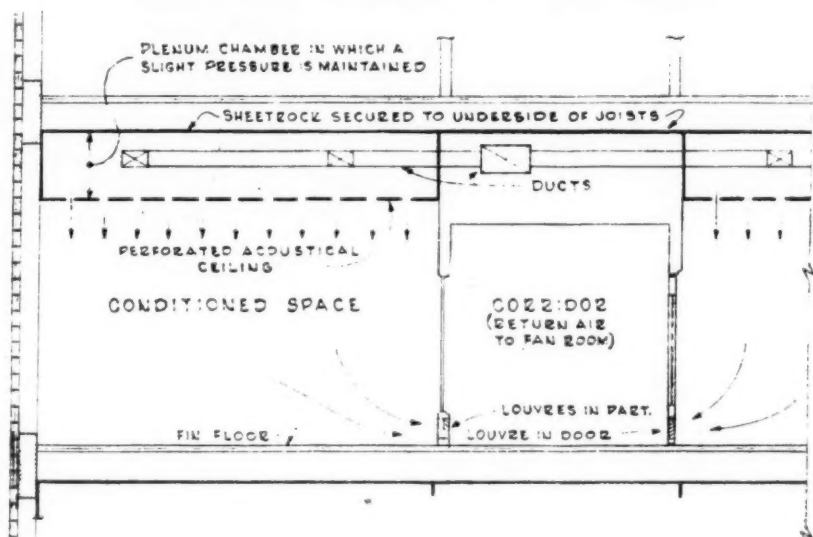 PLENUM CHAMBER IN WHICH A
SLIGHT PRESSURE IS MAINTAINED
SHEETROCK SECURED TO UNDERSIDE OF JOISTS
DUCTS
PERFORATED ACOUSTICAL
CEILING
CONDITIONED SPACE
CORRIDOR
(RETURN AIR
TO FAN ROOM)
LOUVRES IN PART.
FIN FLOOR
LOUVRE IN DOOR